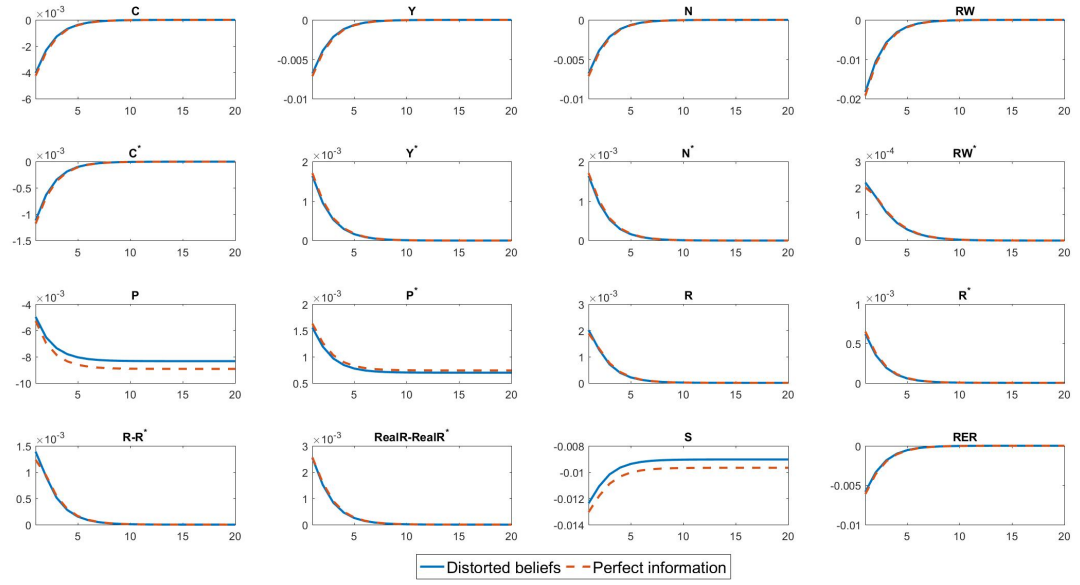 C Y N RW
×10⁻³
0 0 0 0
-2 -0.005 -0.005 -0.01
-4
-6 -0.01 -0.01 -0.02
5 10 15 20 5 10 15 20 5 10 15 20 5 10 15 20
C* Y* N* RW*
×10⁻³ ×10⁻³ ×10⁻³ ×10⁻⁴
0 2 2 3
-0.5 1 1 2
-1 1
-1.5 0 0 0
5 10 15 20 5 10 15 20 5 10 15 20 5 10 15 20
P P* R R*
×10⁻³ ×10⁻³ ×10⁻³ ×10⁻³
-4 2 3 1
-6 1.5 2 0.5
-8 1 1
-10 0.5 0 0
5 10 15 20 5 10 15 20 5 10 15 20 5 10 15 20
R-R* RealR-RealR* S RER
×10⁻³ ×10⁻³
1.5 3 -0.008 0
1 2 -0.01 -0.005
0.5 1 -0.012
0 0 -0.014 -0.01
5 10 15 20 5 10 15 20 5 10 15 20 5 10 15 20
Distorted beliefs Perfect information